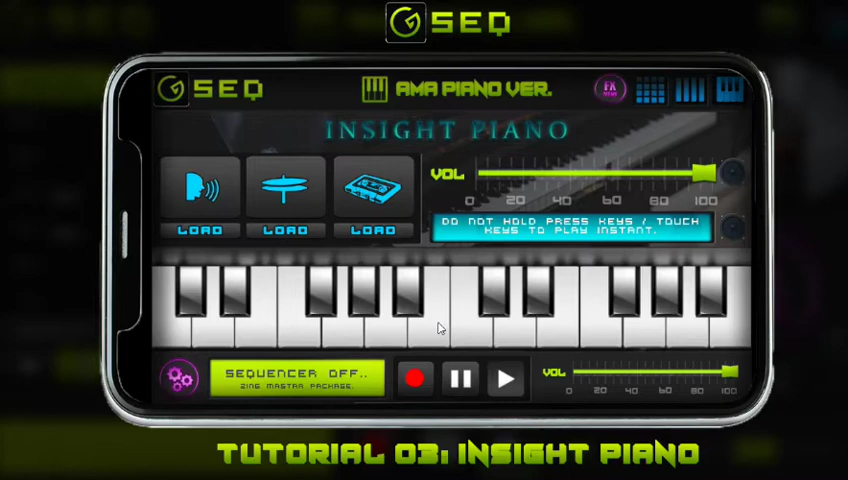 SEQ
SEQ
AMA PIANO VER.
FX
INSIGHT PIANO
VOL
0 20 40 60 80 100
LOAD LOAD LOAD
DO NOT HOLD PRESS KEYS / TOUCH
KEYS TO PLAY INSTANT.
SEQUENCER OFF..
ZINE MASTRA PACKAGE.
VOL
0 20 40 60 80 100
TUTORIAL 03: INSIGHT PIANO